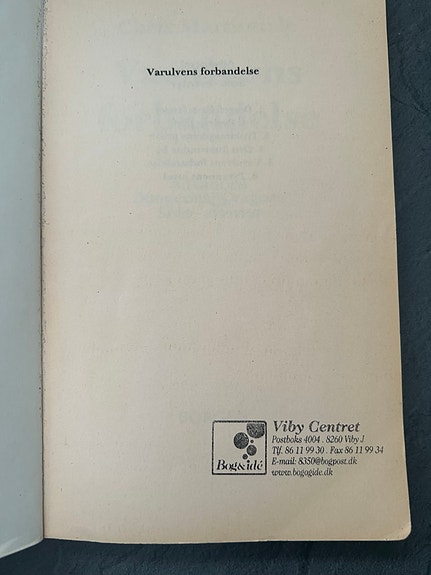 Varulvens forbandelse
Bog&idé
Viby Centret
Postboks 4004 . 8260 Viby J
Tlf. 86 11 99 30 . Fax 86 11 99 34
E-mail: 8350@bogpost.dk
www.bogogide.dk